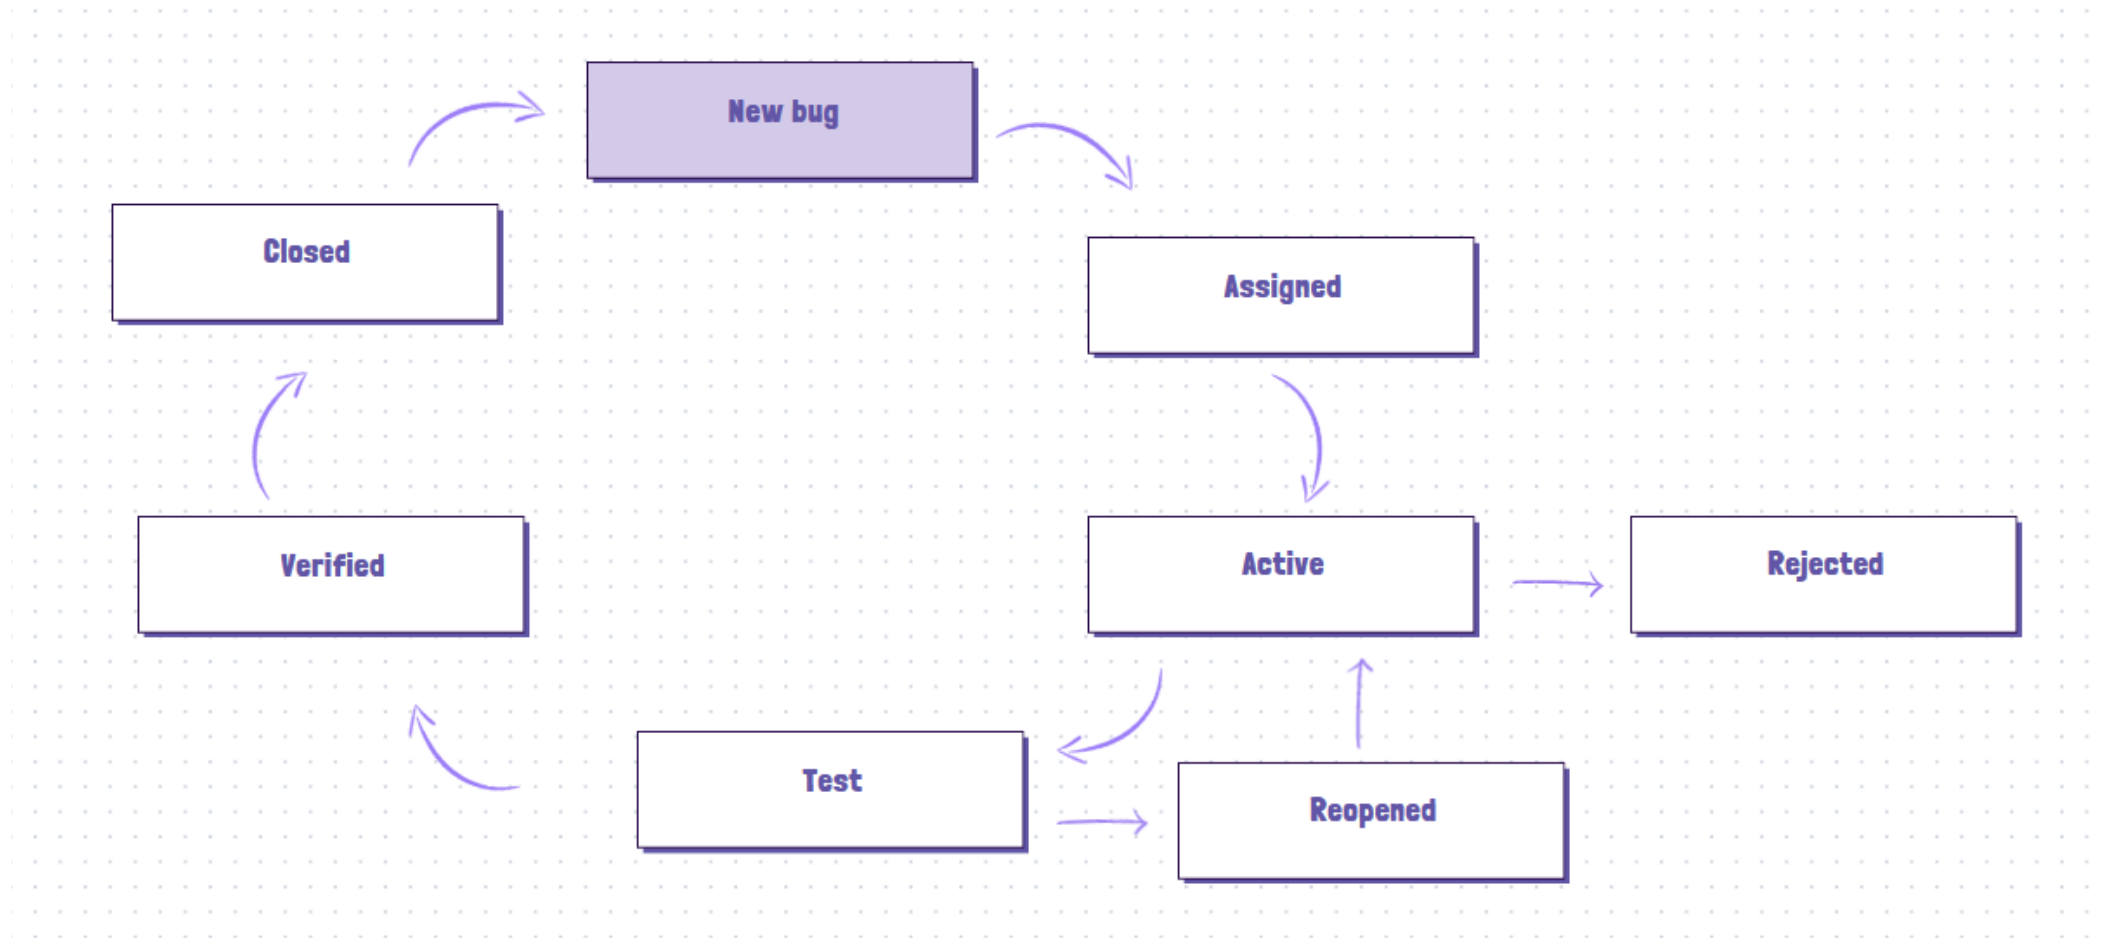 New bug
Closed
Assigned
Verified
Active
Rejected
Test
Reopened